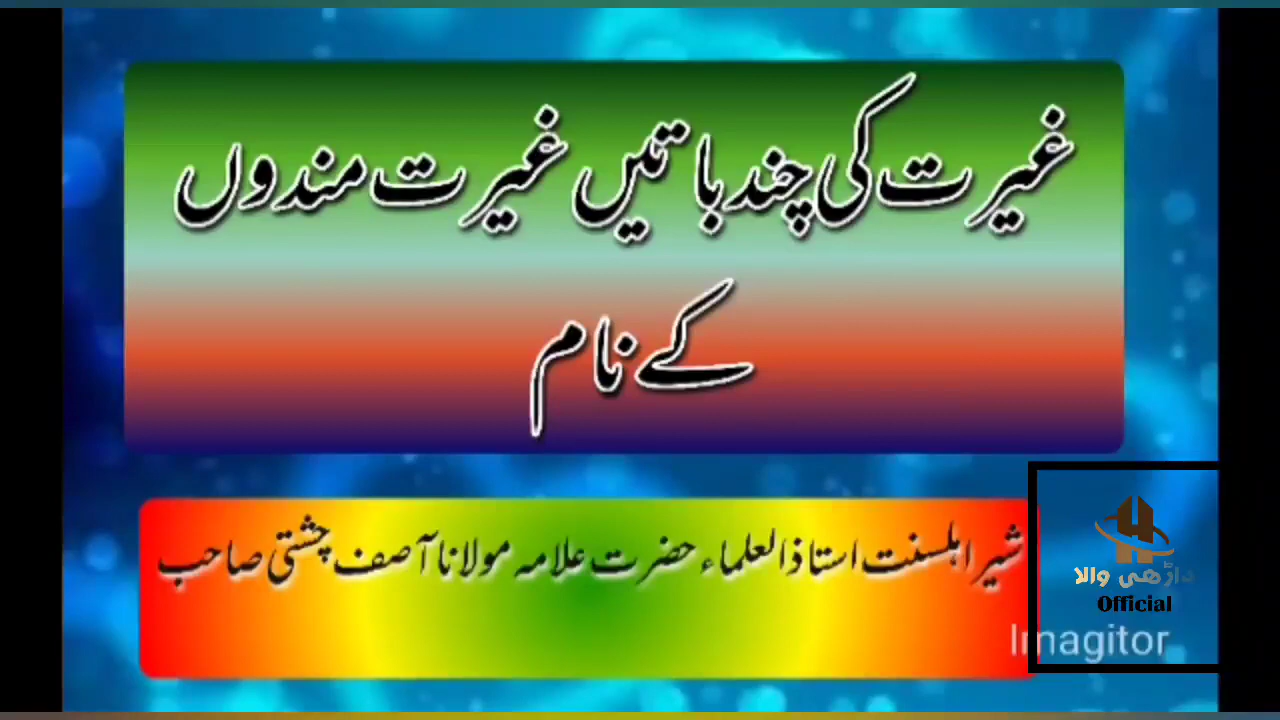 غیرت کی چند باتیں غیرت مندوں
کے نام
شیر اہلسنت استاذ العلماء حضرت علامہ مولانا آصف چشتی صاحب
داڑھی والا
Official
Imagitor